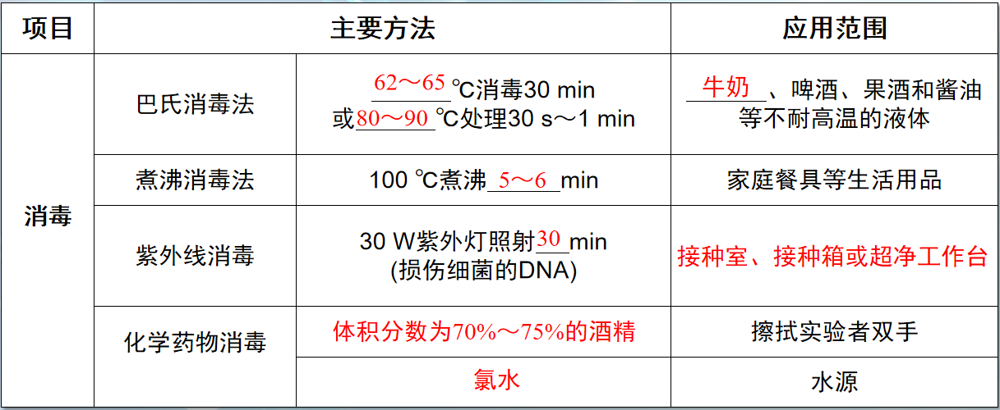 项目 主要方法 应用范围
消毒
巴氏消毒法
62～65℃消毒30 min
或80～90℃处理30 s～1 min
牛奶、啤酒、果酒和酱油
等不耐高温的液体
煮沸消毒法
100 ℃煮沸5～6min
家庭餐具等生活用品
紫外线消毒
30 W紫外灯照射30min
(损伤细菌的DNA)
接种室、接种箱或超净工作台
化学药物消毒
体积分数为70%～75%的酒精
擦拭实验者双手
氯水
水源